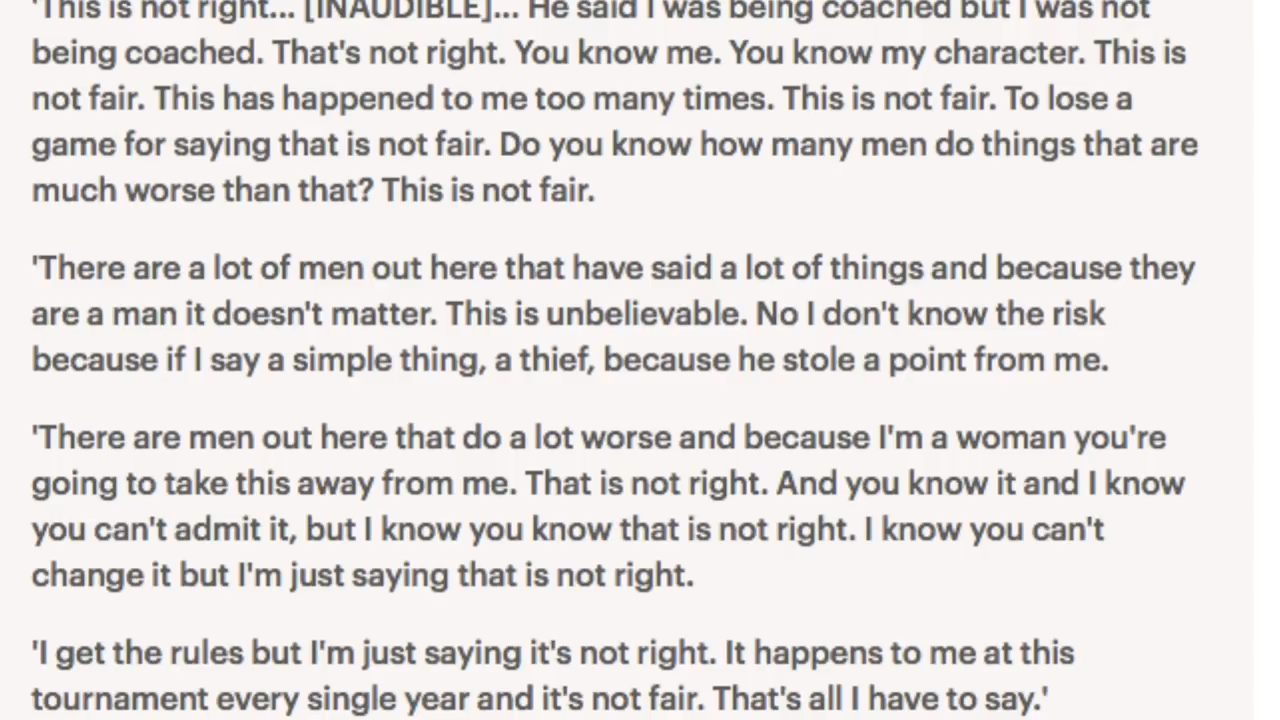 'This is not right... [INAUDIBLE]... He said I was being coached but I was not
being coached. That's not right. You know me. You know my character. This is
not fair. This has happened to me too many times. This is not fair. To lose a
game for saying that is not fair. Do you know how many men do things that are
much worse than that? This is not fair.
'There are a lot of men out here that have said a lot of things and because they
are a man it doesn't matter. This is unbelievable. No I don't know the risk
because if I say a simple thing, a thief, because he stole a point from me.
'There are men out here that do a lot worse and because I'm a woman you're
going to take this away from me. That is not right. And you know it and I know
you can't admit it, but I know you know that is not right. I know you can't
change it but I'm just saying that is not right.
'I get the rules but I'm just saying it's not right. It happens to me at this
tournament every single year and it's not fair. That's all I have to say.'